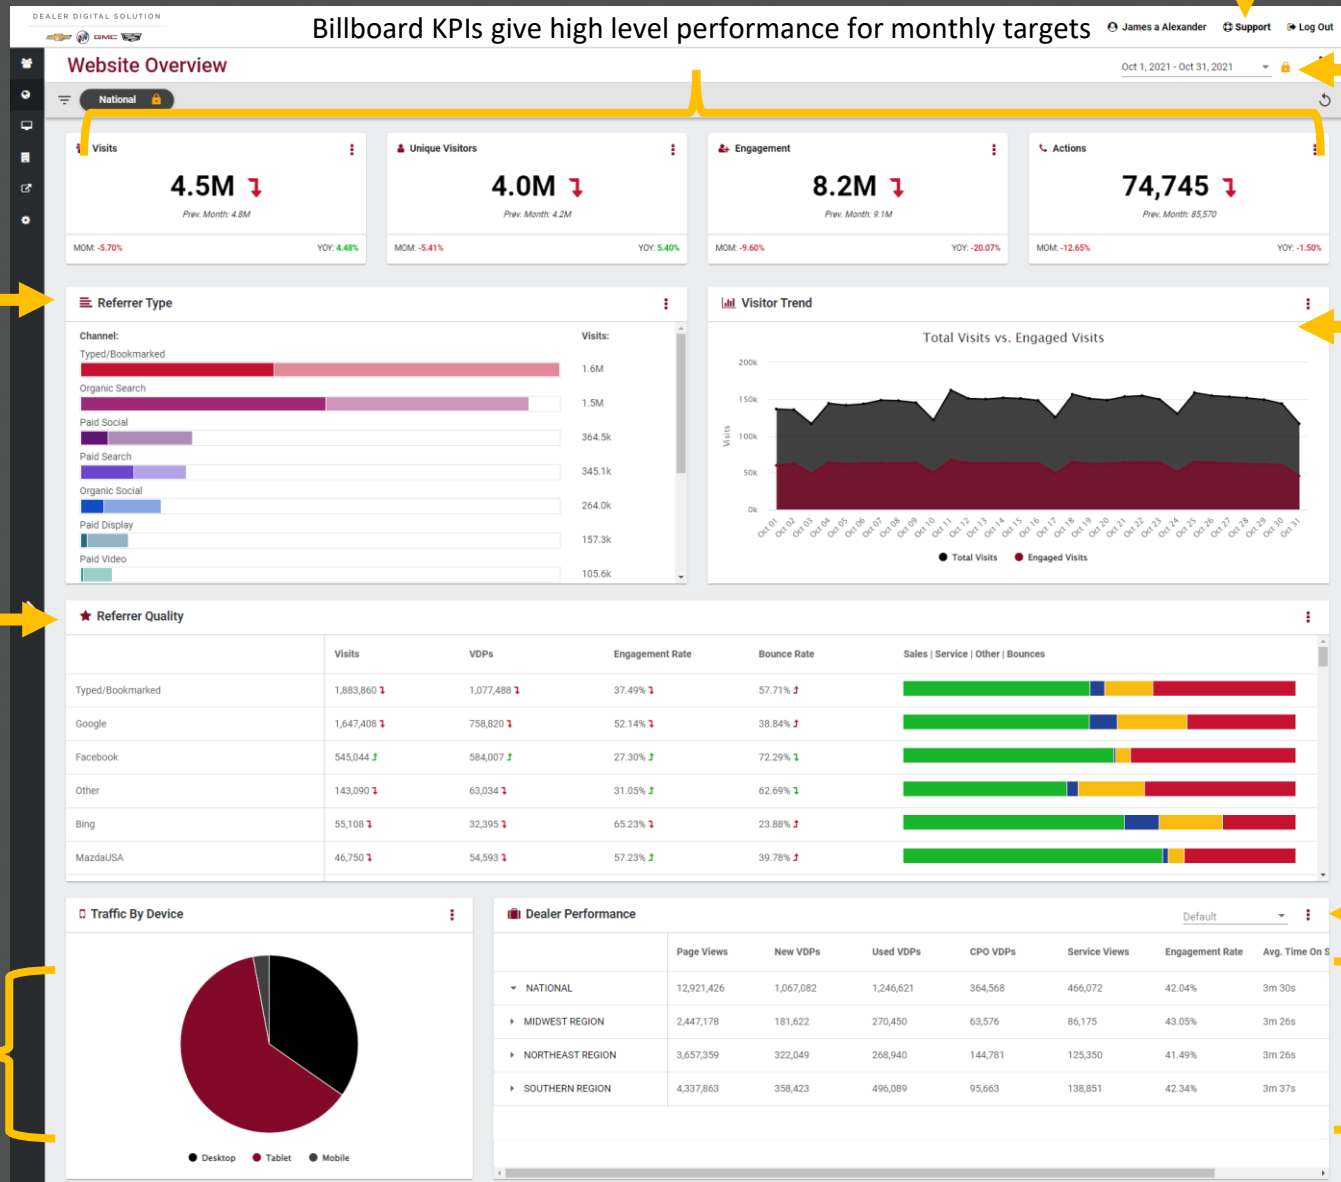 DEALER DIGITAL SOLUTION
GMC
Billboard KPIs give high level performance for monthly targets
James a Alexander Support Log Out
Website Overview
Oct 1, 2021 - Oct 31, 2021
National
Visits
4.5M
Prev. Month: 4.8M
MOM: -5.70% YOY: 4.48%
Unique Visitors
4.0M
Prev. Month: 4.2M
MOM: -5.41% YOY: 5.40%
Engagement
8.2M
Prev. Month: 9.1M
MOM: -9.60% YOY: -20.07%
Actions
74,745
Prev. Month: 85,570
MOM: -12.65% YOY: -1.50%
Referrer Type
Channel: Visits:
Typed/Bookmarked
1.6M
Organic Search
1.5M
Paid Social
364.5k
Paid Search
345.1k
Organic Social
264.0k
Paid Display
157.3k
Paid Video
105.6k
Visitor Trend
Total Visits vs. Engaged Visits
200k
150k
100k
50k
0k
Visits
Oct 01 Oct 02 Oct 03 Oct 04 Oct 05 Oct 06 Oct 07 Oct 08 Oct 09 Oct 10 Oct 11 Oct 12 Oct 13 Oct 14 Oct 15 Oct 16 Oct 17 Oct 18 Oct 19 Oct 20 Oct 21 Oct 22 Oct 23 Oct 24 Oct 25 Oct 26 Oct 27 Oct 28 Oct 29 Oct 30 Oct 31
Total Visits Engaged Visits
Referrer Quality
Visits VDPs Engagement Rate Bounce Rate Sales | Service | Other | Bounces
Typed/Bookmarked 1,883,860 1,077,488 37.49% 57.71%
Google 1,647,408 758,820 52.14% 38.84%
Facebook 545,044 584,007 27.30% 72.29%
Other 143,090 63,034 31.05% 62.69%
Bing 55,108 32,395 65.23% 23.88%
MazdaUSA 46,750 54,593 57.23% 39.78%
Traffic By Device
Desktop Tablet Mobile
Dealer Performance
Default
Page Views New VDPs Used VDPs CPO VDPs Service Views Engagement Rate Avg. Time On S
NATIONAL 12,921,426 1,067,082 1,246,621 364,568 466,072 42.04% 3m 30s
MIDWEST REGION 2,447,178 181,622 270,450 63,576 86,175 43.05% 3m 26s
NORTHEAST REGION 3,657,359 322,049 268,940 144,781 125,350 41.49% 3m 26s
SOUTHERN REGION 4,337,863 358,423 496,089 95,663 138,851 42.34% 3m 37s